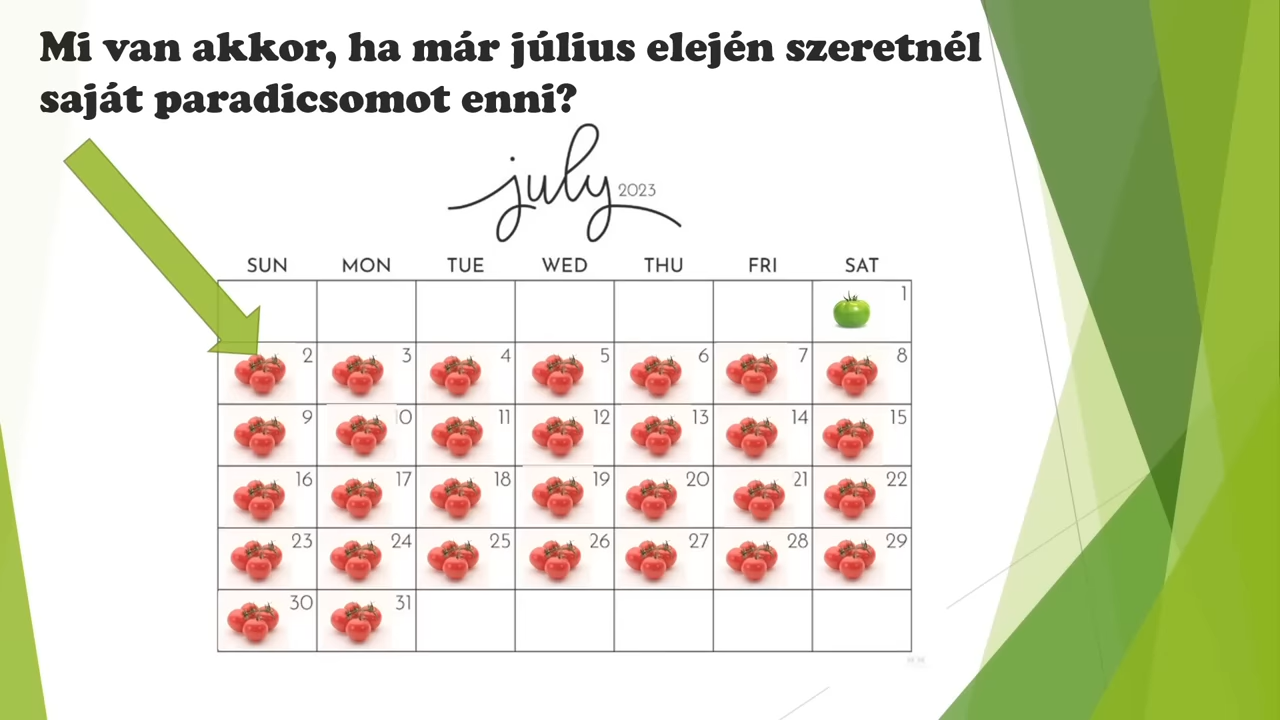 Mi van akkor, ha már július elején szeretnél
saját paradicsomot enni?
july 2023
SUN MON TUE WED THU FRI SAT
1
2 3 4 5 6 7 8
9 10 11 12 13 14 15
16 17 18 19 20 21 22
23 24 25 26 27 28 29
30 31